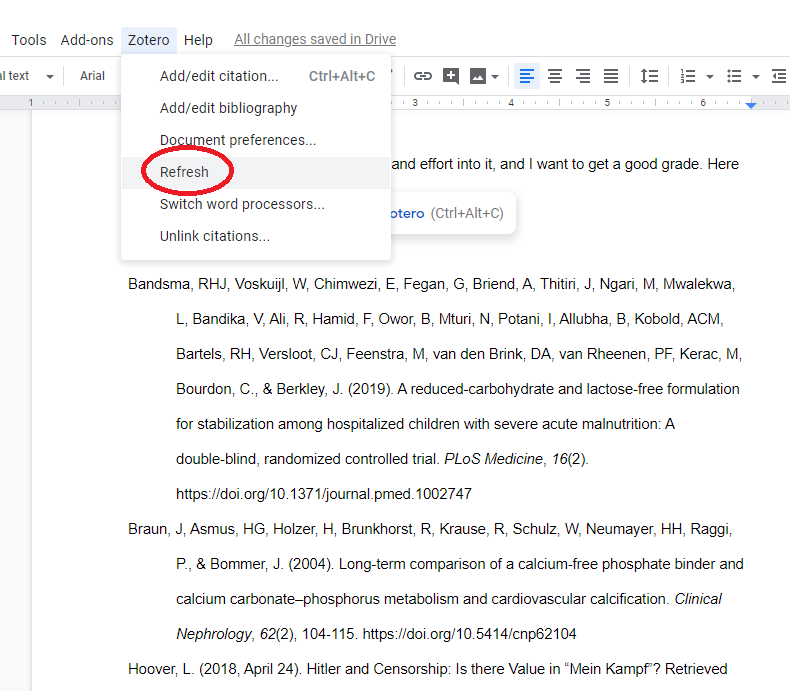 Tools Add-ons Zotero Help All changes saved in Drive
text Arial
Add/edit citation... Ctrl+Alt+C
Add/edit bibliography
1 3 4 5 6
Document preferences...
and effort into it, and I want to get a good grade. Here
Refresh
Switch word processors...
otero (Ctrl+Alt+C)
Unlink citations...
Bandsma, RHJ, Voskuijl, W, Chimwezi, E, Fegan, G, Briend, A, Thitiri, J, Ngari, M, Mwalekwa,
L, Bandika, V, Ali, R, Hamid, F, Owor, B, Mturi, N, Potani, I, Allubha, B, Kobold, ACM,
Bartels, RH, Versloot, CJ, Feenstra, M, van den Brink, DA, van Rheenen, PF, Kerac, M,
Bourdon, C., & Berkley, J. (2019). A reduced-carbohydrate and lactose-free formulation
for stabilization among hospitalized children with severe acute malnutrition: A
double-blind, randomized controlled trial. PLoS Medicine, 16(2).
https://doi.org/10.1371/journal.pmed.1002747
Braun, J, Asmus, HG, Holzer, H, Brunkhorst, R, Krause, R, Schulz, W, Neumayer, HH, Raggi,
P., & Bommer, J. (2004). Long-term comparison of a calcium-free phosphate binder and
calcium carbonate–phosphorus metabolism and cardiovascular calcification. Clinical
Nephrology, 62(2), 104-115. https://doi.org/10.5414/cnp62104
Hoover, L. (2018, April 24). Hitler and Censorship: Is there Value in “Mein Kampf”? Retrieved